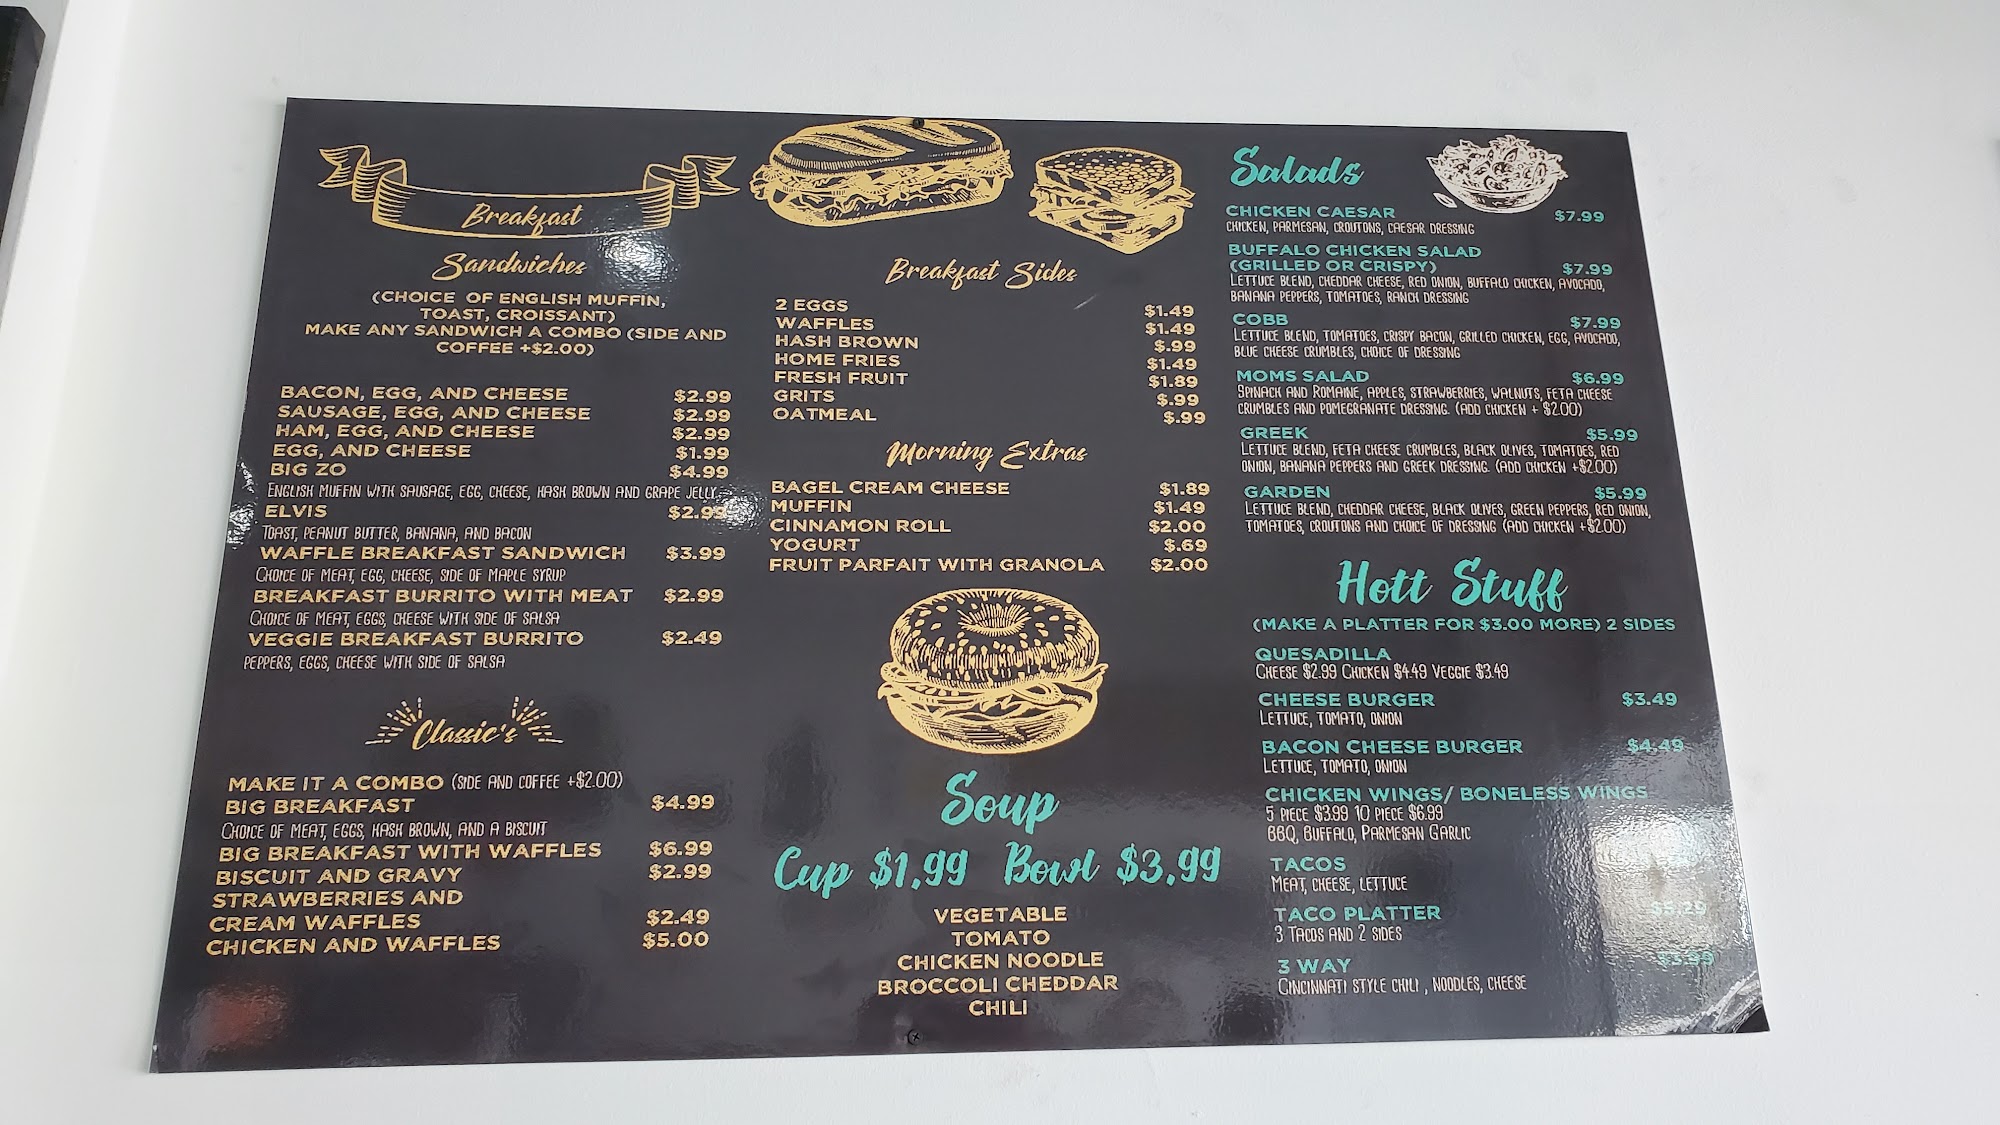 Breakfast
Sandwiches
(CHOICE OF ENGLISH MUFFIN,
TOAST, CROISSANT)
MAKE ANY SANDWICH A COMBO (SIDE AND
COFFEE +$2.00)
BACON, EGG, AND CHEESE $2.99
SAUSAGE, EGG, AND CHEESE $2.99
HAM, EGG, AND CHEESE $2.99
EGG, AND CHEESE $1.99
BIG ZO $4.99
ENGLISH MUFFIN WITH SAUSAGE, EGG, CHEESE, HASH BROWN AND GRAPE JELLY
ELVIS $2.99
TOAST, PEANUT BUTTER, BANANA, AND BACON
WAFFLE BREAKFAST SANDWICH $3.99
CHOICE OF MEAT, EGG, CHEESE, SIDE OF MAPLE SYRUP
BREAKFAST BURRITO WITH MEAT $2.99
CHOICE OF MEAT, EGGS, CHEESE WITH SIDE OF SALSA
VEGGIE BREAKFAST BURRITO $2.49
PEPPERS, EGGS, CHEESE WITH SIDE OF SALSA
Classic's
MAKE IT A COMBO (SIDE AND COFFEE +$2.00)
BIG BREAKFAST $4.99
CHOICE OF MEAT, EGGS, HASH BROWN, AND A BISCUIT
BIG BREAKFAST WITH WAFFLES $6.99
BISCUIT AND GRAVY $2.99
STRAWBERRIES AND
CREAM WAFFLES $2.49
CHICKEN AND WAFFLES $5.00
Breakfast Sides
2 EGGS $1.49
WAFFLES $1.49
HASH BROWN $.99
HOME FRIES $1.49
FRESH FRUIT $1.89
GRITS $.99
OATMEAL $.99
Morning Extras
BAGEL CREAM CHEESE $1.89
MUFFIN $1.49
CINNAMON ROLL $2.00
YOGURT $.69
FRUIT PARFAIT WITH GRANOLA $2.00
Soup
Cup $1.99 Bowl $3.99
VEGETABLE
TOMATO
CHICKEN NOODLE
BROCCOLI CHEDDAR
CHILI
Salads
CHICKEN CAESAR $7.99
CHICKEN, PARMESAN, CROUTONS, CAESAR DRESSING
BUFFALO CHICKEN SALAD
(GRILLED OR CRISPY) $7.99
LETTUCE BLEND, CHEDDAR CHEESE, RED ONION, BUFFALO CHICKEN, AVOCADO,
BANANA PEPPERS, TOMATOES, RANCH DRESSING
COBB $7.99
LETTUCE BLEND, TOMATOES, CRISPY BACON, GRILLED CHICKEN, EGG, AVOCADO,
BLUE CHEESE CRUMBLES, CHOICE OF DRESSING
MOMS SALAD $6.99
SPINACH AND ROMAINE, APPLES, STRAWBERRIES, WALNUTS, FETA CHEESE
CRUMBLES AND POMEGRANATE DRESSING. (ADD CHICKEN + $2.00)
GREEK $5.99
LETTUCE BLEND, FETA CHEESE CRUMBLES, BLACK OLIVES, TOMATOES, RED
ONION, BANANA PEPPERS AND GREEK DRESSING. (ADD CHICKEN +$2.00)
GARDEN $5.99
LETTUCE BLEND, CHEDDAR CHEESE, BLACK OLIVES, GREEN PEPPERS, RED ONION,
TOMATOES, CROUTONS AND CHOICE OF DRESSING (ADD CHICKEN +$2.00)
Hott Stuff
(MAKE A PLATTER FOR $3.00 MORE) 2 SIDES
QUESADILLA
CHEESE $2.99 CHICKEN $4.49 VEGGIE $3.49
CHEESE BURGER $3.49
LETTUCE, TOMATO, ONION
BACON CHEESE BURGER $4.49
LETTUCE, TOMATO, ONION
CHICKEN WINGS/ BONELESS WINGS
5 PIECE $3.99 10 PIECE $6.99
BBQ, BUFFALO, PARMESAN GARLIC
TACOS
MEAT, CHEESE, LETTUCE
TACO PLATTER $5.29
3 TACOS AND 2 SIDES
3 WAY
CINCINNATI STYLE CHILI , NOODLES, CHEESE